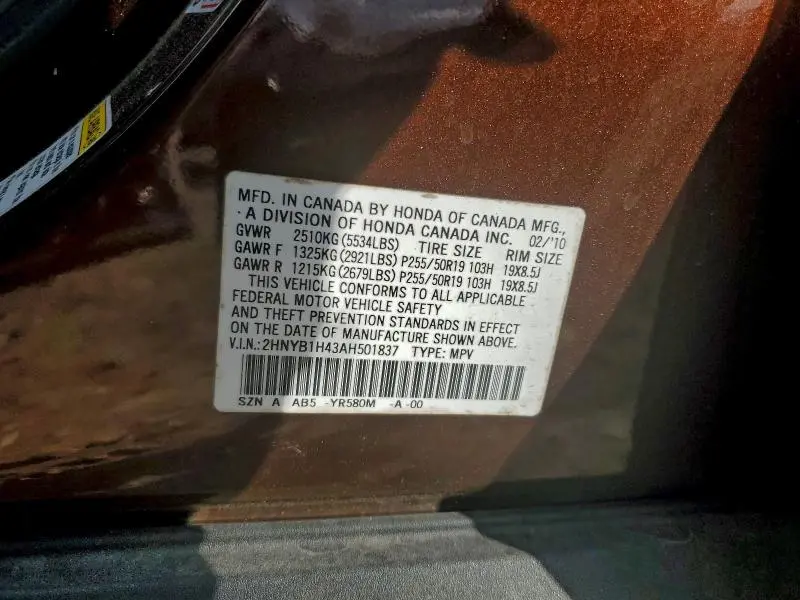 MFD. IN CANADA BY HONDA OF CANADA MFG.,
A DIVISION OF HONDA CANADA INC. 02/'10
GVWR 2510KG(5534LBS) TIRE SIZE RIM SIZE
GAWR F 1325KG(2921LBS) P255/50R19 103H 19X8.5J
GAWR R 1215KG(2679LBS) P255/50R19 103H 19X8.5J
THIS VEHICLE CONFORMS TO ALL APPLICABLE
FEDERAL MOTOR VEHICLE SAFETY
AND THEFT PREVENTION STANDARDS IN EFFECT
ON THE DATE OF MANUFACTURE SHOWN ABOVE.
V.I.N.: 2HNYB1H43AH501837 TYPE: MPV
SZN A AB5 -YR580M -A -00